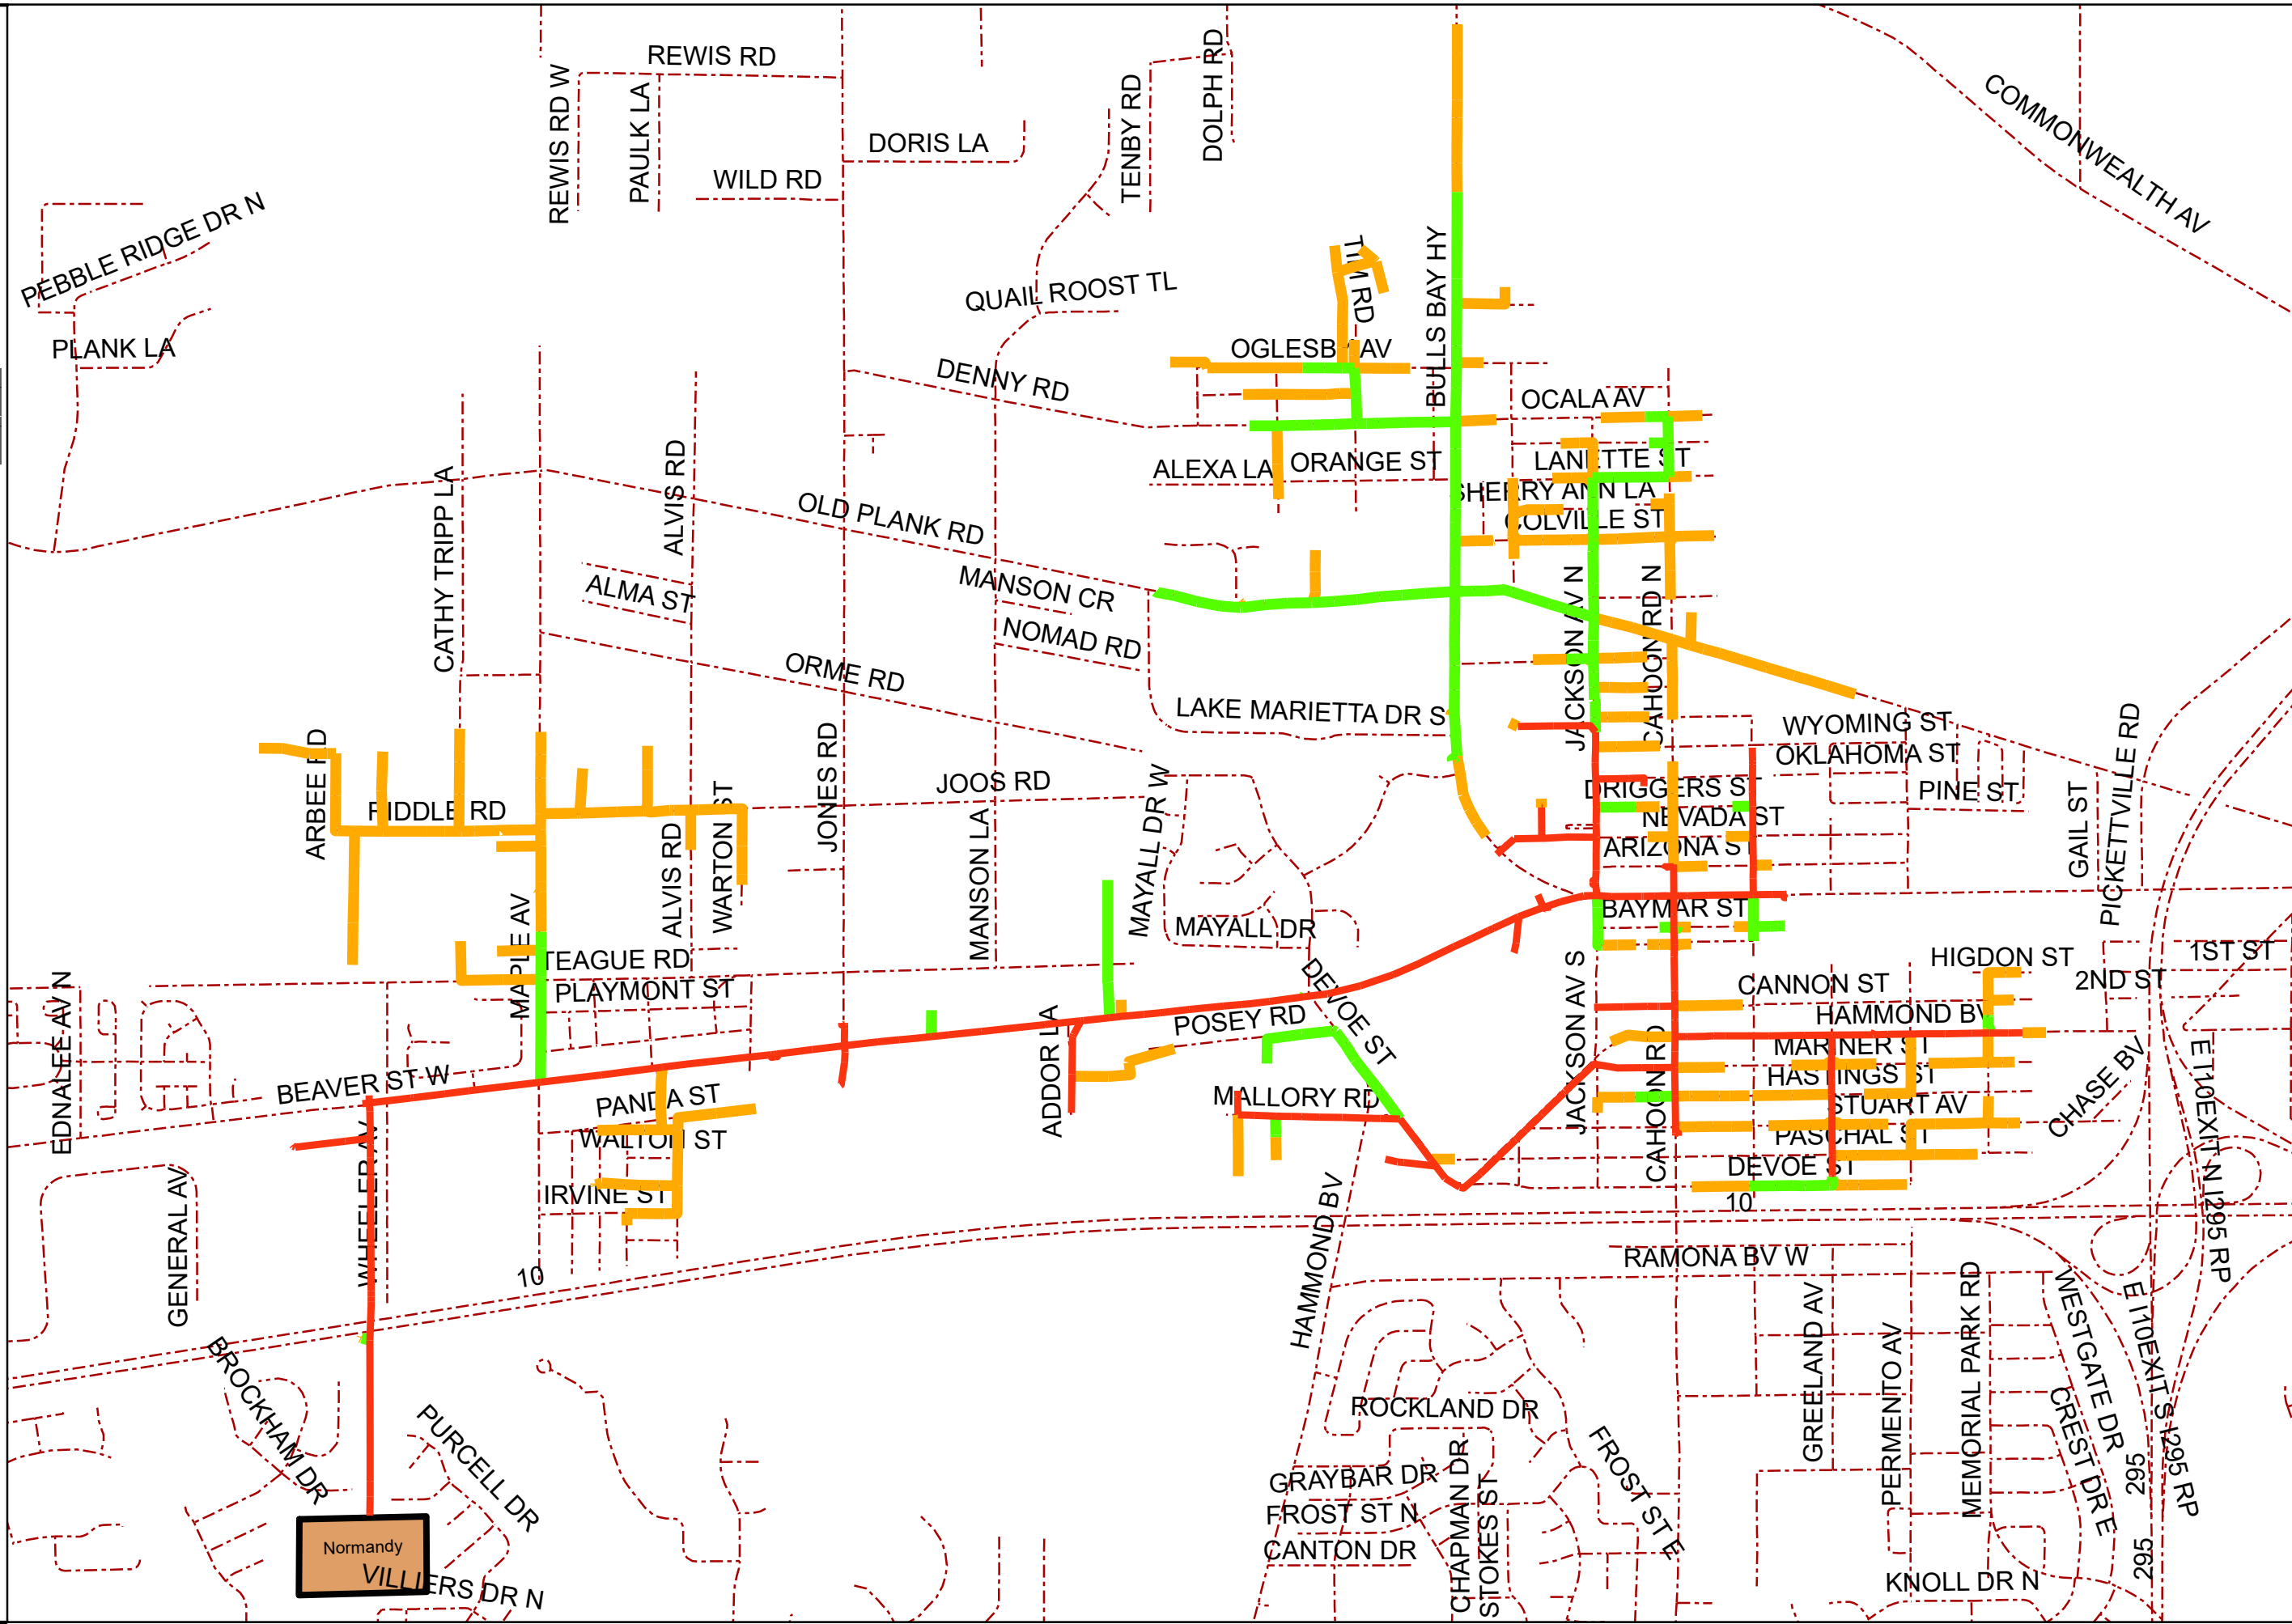 REWIS RD
REWIS RD W
PAULK LA
WILD RD
DORIS LA
TENBY RD
DOLPH RD
COMMONWEALTH AV
PEBBLE RIDGE DR N
PLANK LA
QUAIL ROOST TL
TIM RD
BULLS BAY HY
OGLESBY AV
DENNY RD
OCALA AV
ALEXA LA
ORANGE ST
LANETTE ST
SHERRY ANN LA
COLVILLE ST
CATHY TRIPP LA
ALVIS RD
OLD PLANK RD
ALMA ST
MANSON CR
NOMAD RD
ORME RD
JACKSON AV N
CAHOON RD N
LAKE MARIETTA DR S
WYOMING ST
OKLAHOMA ST
PINE ST
GAIL ST
PICKETTVILLE RD
ARBEE RD
RIDDLE RD
JOOS RD
JONES RD
ALVIS RD
WARTON ST
MANSON LA
MAYALL DR W
DRIGGERS ST
NEVADA ST
ARIZONA ST
BAYMAR ST
MAYALL DR
MAPLE AV
TEAGUE RD
PLAYMONT ST
DEVOE ST
HIGDON ST
1ST ST
2ND ST
CANNON ST
HAMMOND BV
EDNALEE AV N
POSEY RD
ADDOR LA
JACKSON AV S
CAHOON RD
MARINER ST
HASTINGS ST
STUART AV
PASCHAL ST
DEVOE ST
CHASE BV
E I10EXIT N I295 RP
BEAVER ST W
PANDA ST
WALTON ST
IRVINE ST
MALLORY RD
GENERAL AV
WHEELER AV
10
10
HAMMOND BV
RAMONA BV W
BROCKHAM DR
PURCELL DR
ROCKLAND DR
GRAYBAR DR
FROST ST N
CANTON DR
CHAPMAN DR
STOKES ST
FROST ST E
GREELAND AV
PERMENTO AV
MEMORIAL PARK RD
WESTGATE DR
CREST DR E
E I10EXIT S I295 RP
295
295
Normandy
VILLIERS DR N
KNOLL DR N